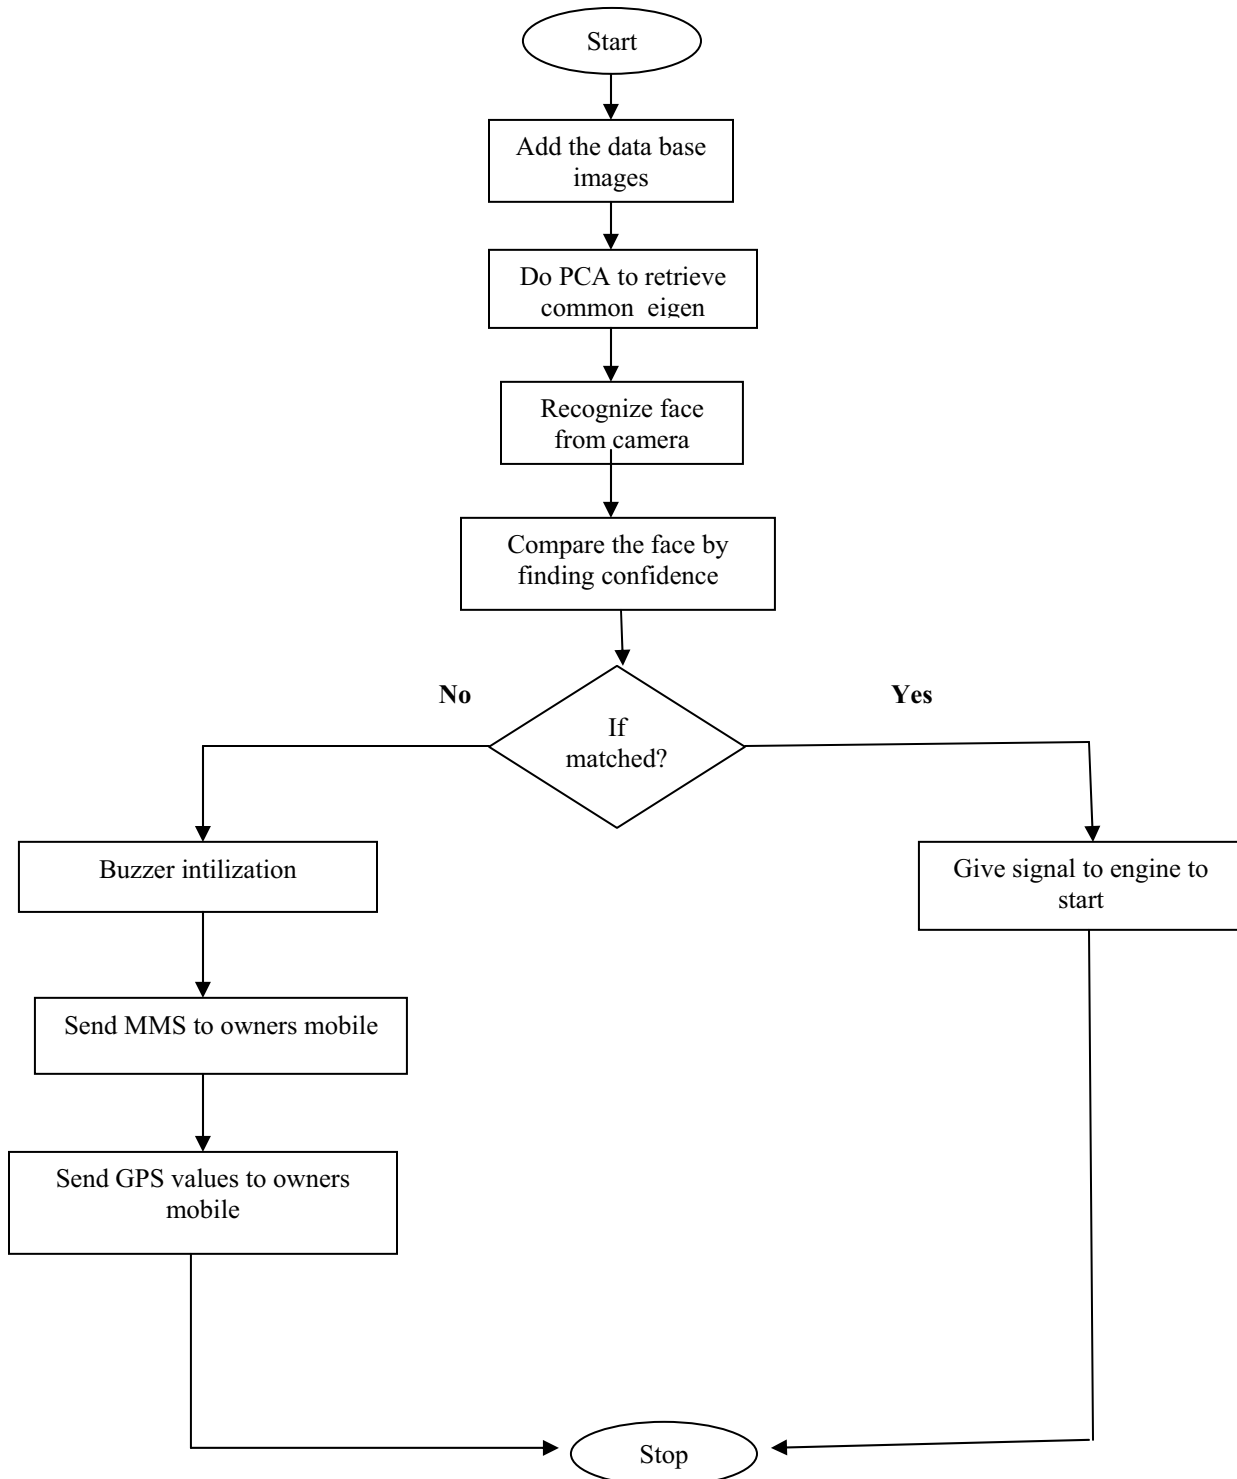 Start
Add the data base
images
Do PCA to retrieve
common eigen
Recognize face
from camera
Compare the face by
finding confidence
No
Yes
If
matched?
Buzzer intilization
Give signal to engine to
start
Send MMS to owners mobile
Send GPS values to owners
mobile
Stop